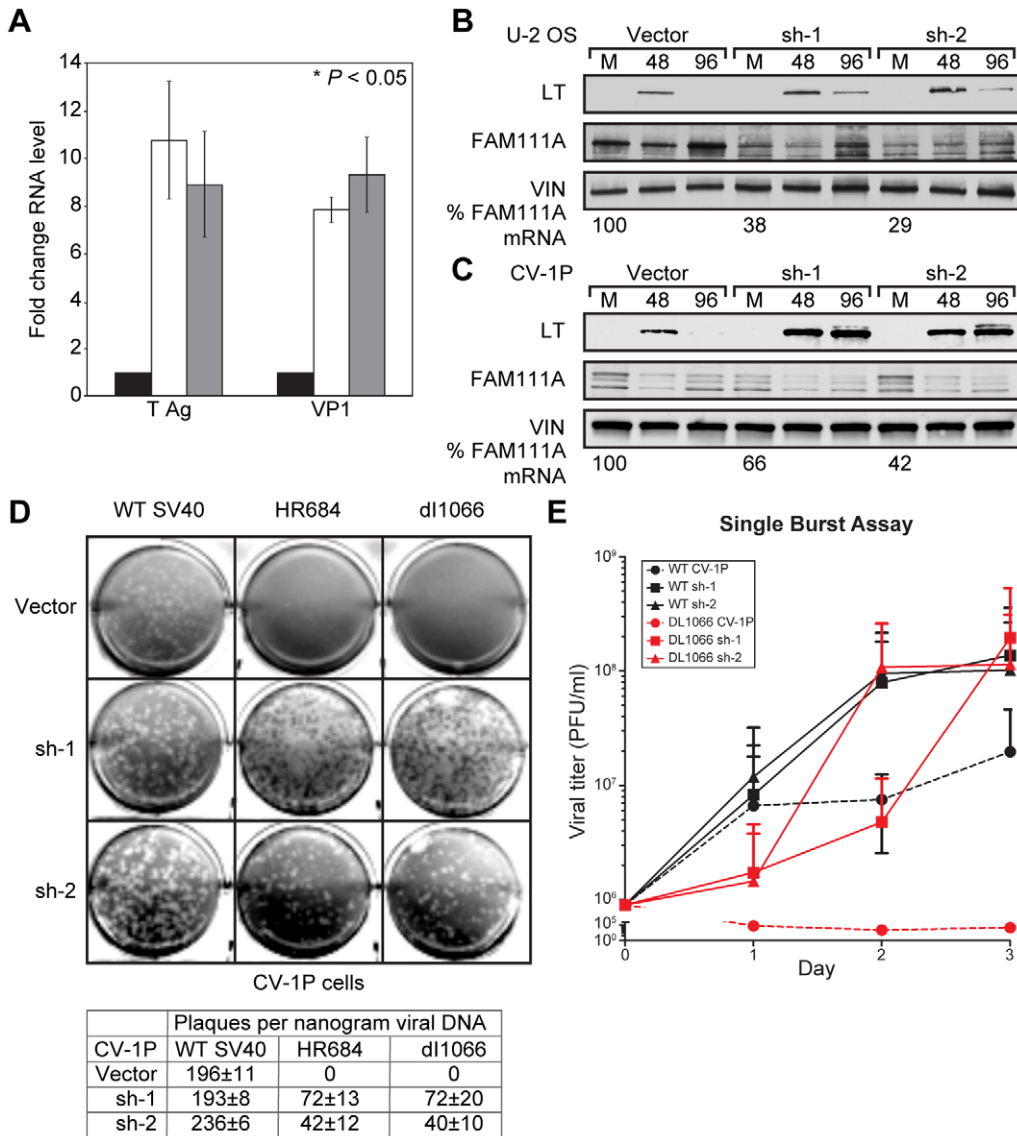 A
14
12
10
8
6
4
2
0
Fold change RNA level
* P < 0.05
T Ag
VP1
B
U-2 OS
Vector sh-1 sh-2
M 48 96 M 48 96 M 48 96
LT
FAM111A
VIN
% FAM111A mRNA
100 38 29
C
CV-1P
Vector sh-1 sh-2
M 48 96 M 48 96 M 48 96
LT
FAM111A
VIN
% FAM111A mRNA
100 66 42
D
WT SV40 HR684 dl1066
Vector
sh-1
sh-2
CV-1P cells
Plaques per nanogram viral DNA
CV-1P WT SV40 HR684 dl1066
Vector 196±11 0 0
sh-1 193±8 72±13 72±20
sh-2 236±6 42±12 40±10
E
Single Burst Assay
WT CV-1P
WT sh-1
WT sh-2
DL1066 CV-1P
DL1066 sh-1
DL1066 sh-2
Viral titer (PFU/ml)
10⁹
10⁸
10⁷
10⁶
10⁵
10⁰
0 1 2 3
Day